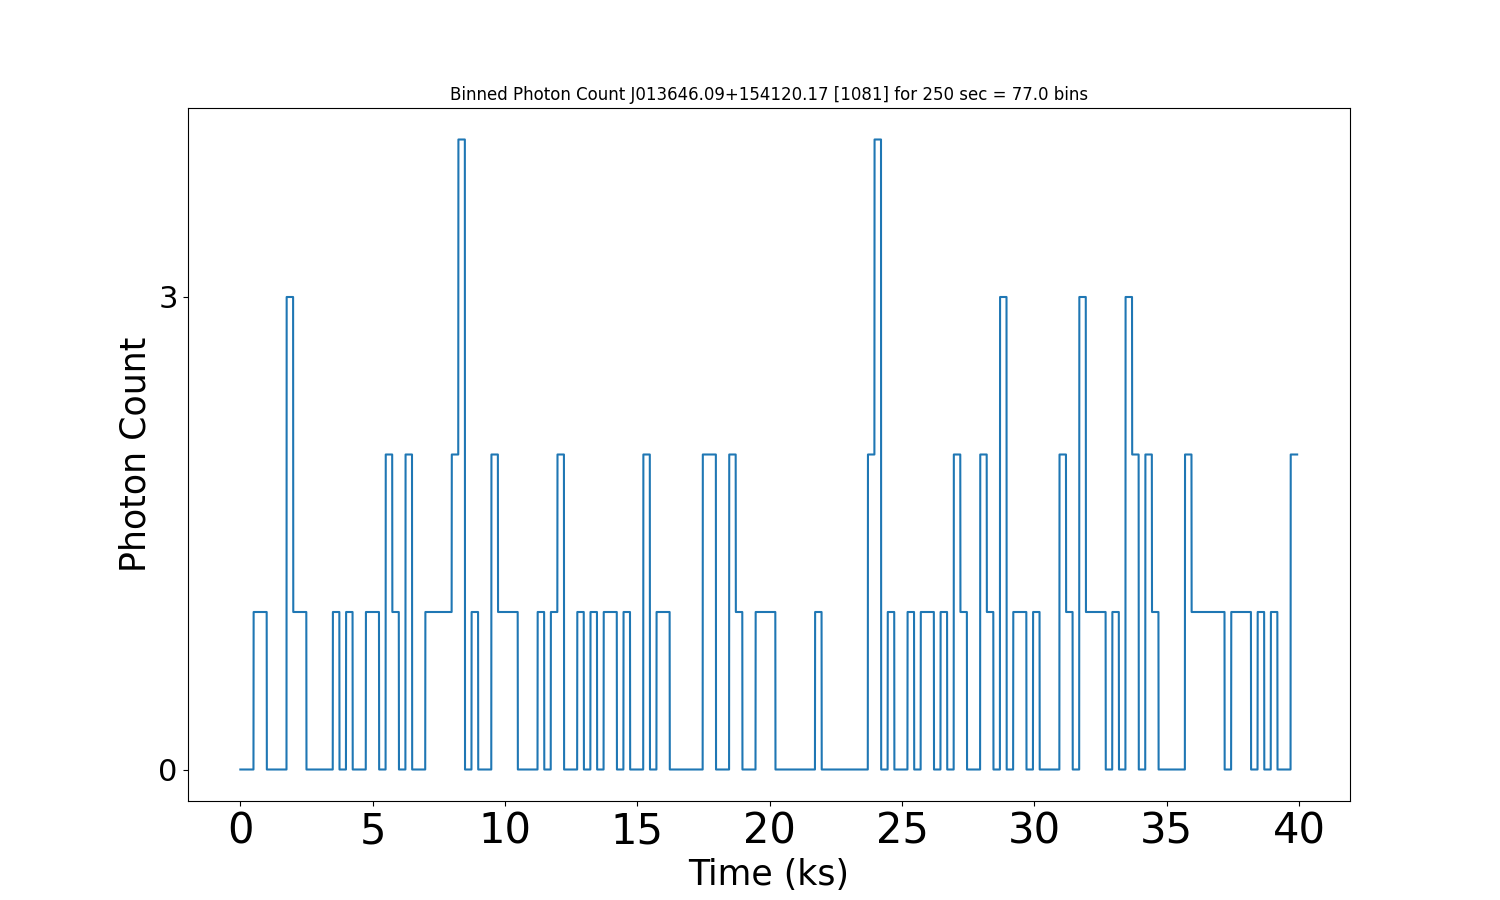 Binned Photon Count J013646.09+154120.17 [1081] for 250 sec = 77.0 bins
Photon Count
3
0
0 5 10 15 20 25 30 35 40
Time (ks)